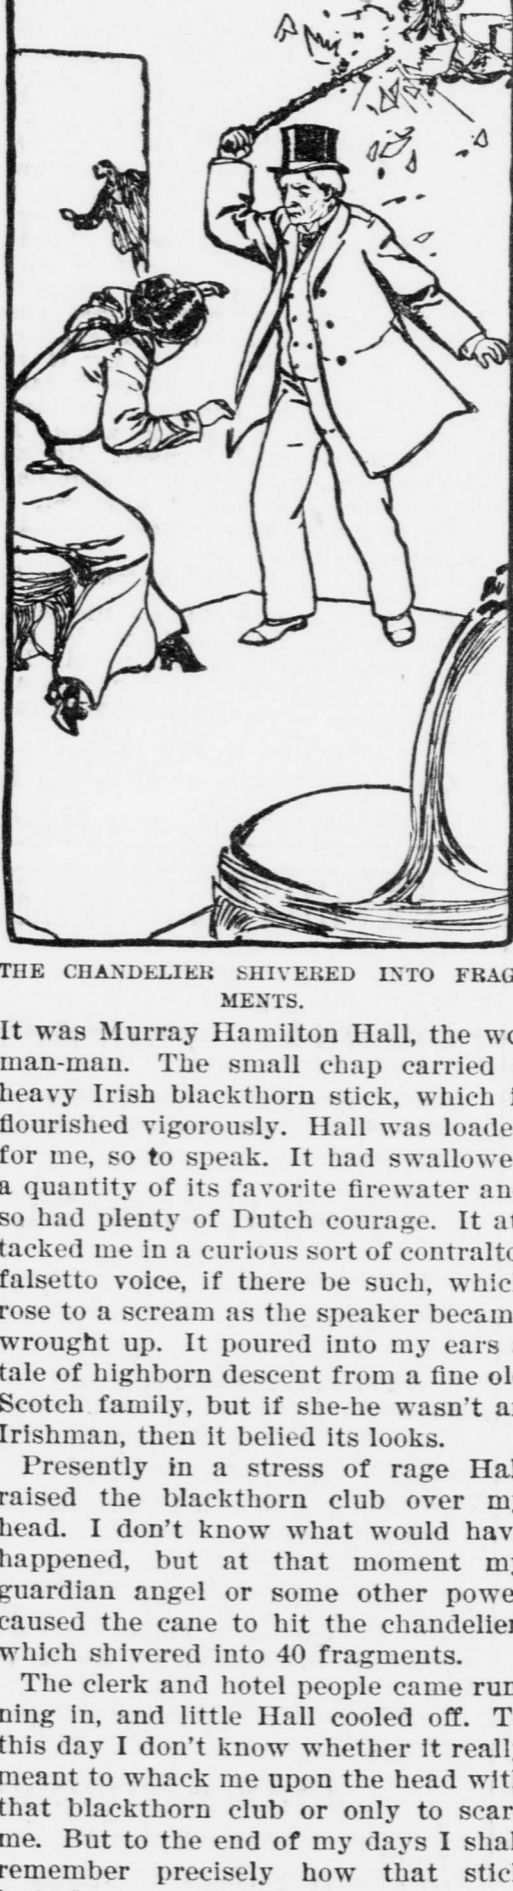 THE CHANDELIER SHIVERED INTO FRAG
MENTS.
It was Murray Hamilton Hall, the wo
man-man. The small chap carried
heavy Irish blackthorn stick, which i
flourished vigorously. Hall was loade
for me, so to speak. It had swallowe
a quantity of its favorite firewater an
so had plenty of Dutch courage. It at
tacked me in a curious sort of contralto
falsetto voice, if there be such, whic
rose to a scream as the speaker becam
wrought up. It poured into my ears
tale of highborn descent from a fine ol
Scotch family, but if she-he wasn't a
Irishman, then it belied its looks.
Presently in a stress of rage Hal
raised the blackthorn club over my
head. I don't know what would hav
happened, but at that moment my
guardian angel or some other powe
caused the cane to hit the chandelier
which shivered into 40 fragments.
The clerk and hotel people came run
ning in, and little Hall cooled off. T
this day I don't know whether it reall
meant to whack me upon the head wit
that blackthorn club or only to scar
me. But to the end of my days I shal
remember precisely how that stic